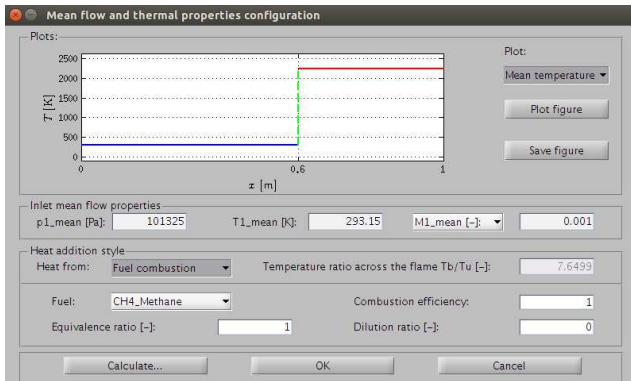 Mean flow and thermal properties configuration
Plots:
2500
2000
1500
1000
500
0
T [K]
0
0.6
1
x [m]
Plot:
Mean temperature
Plot figure
Save figure
Inlet mean flow properties
p1_mean [Pa]: 101325 T1_mean [K]: 293.15 M1_mean [-]: 0.001
Heat addition style
Heat from: Fuel combustion Temperature ratio across the flame Tb/Tu [-]: 7.6499
Fuel: CH4_Methane Combustion efficiency: 1
Equivalence ratio [-]: 1 Dilution ratio [-]: 0
Calculate... OK Cancel